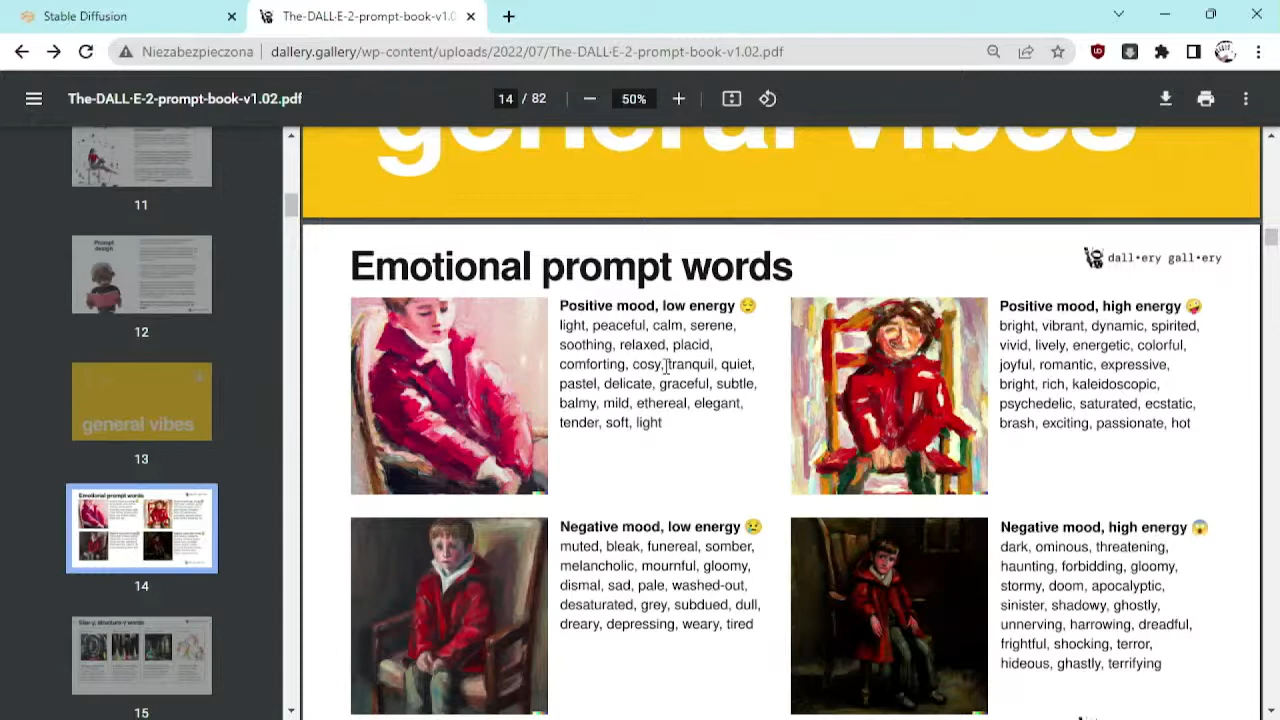 Stable Diffusion
The-DALL·E-2-prompt-book-v1.0
Niezabezpieczona
dallery.gallery/wp-content/uploads/2022/07/The-DALL·E-2-prompt-book-v1.02.pdf
The-DALL·E-2-prompt-book-v1.02.pdf
14 / 82
50%
general vibes
11
Prompt
design
12
general vibes
13
Emotional prompt words
14
15
Emotional prompt words
dall•ery gall•ery
Positive mood, low energy 😌
light, peaceful, calm, serene,
soothing, relaxed, placid,
comforting, cosy, tranquil, quiet,
pastel, delicate, graceful, subtle,
balmy, mild, ethereal, elegant,
tender, soft, light
Positive mood, high energy 🤪
bright, vibrant, dynamic, spirited,
vivid, lively, energetic, colorful,
joyful, romantic, expressive,
bright, rich, kaleidoscopic,
psychedelic, saturated, ecstatic,
brash, exciting, passionate, hot
Negative mood, low energy 😢
muted, bleak, funereal, somber,
melancholic, mournful, gloomy,
dismal, sad, pale, washed-out,
desaturated, grey, subdued, dull,
dreary, depressing, weary, tired
Negative mood, high energy 😱
dark, ominous, threatening,
haunting, forbidding, gloomy,
stormy, doom, apocalyptic,
sinister, shadowy, ghostly,
unnerving, harrowing, dreadful,
frightful, shocking, terror,
hideous, ghastly, terrifying